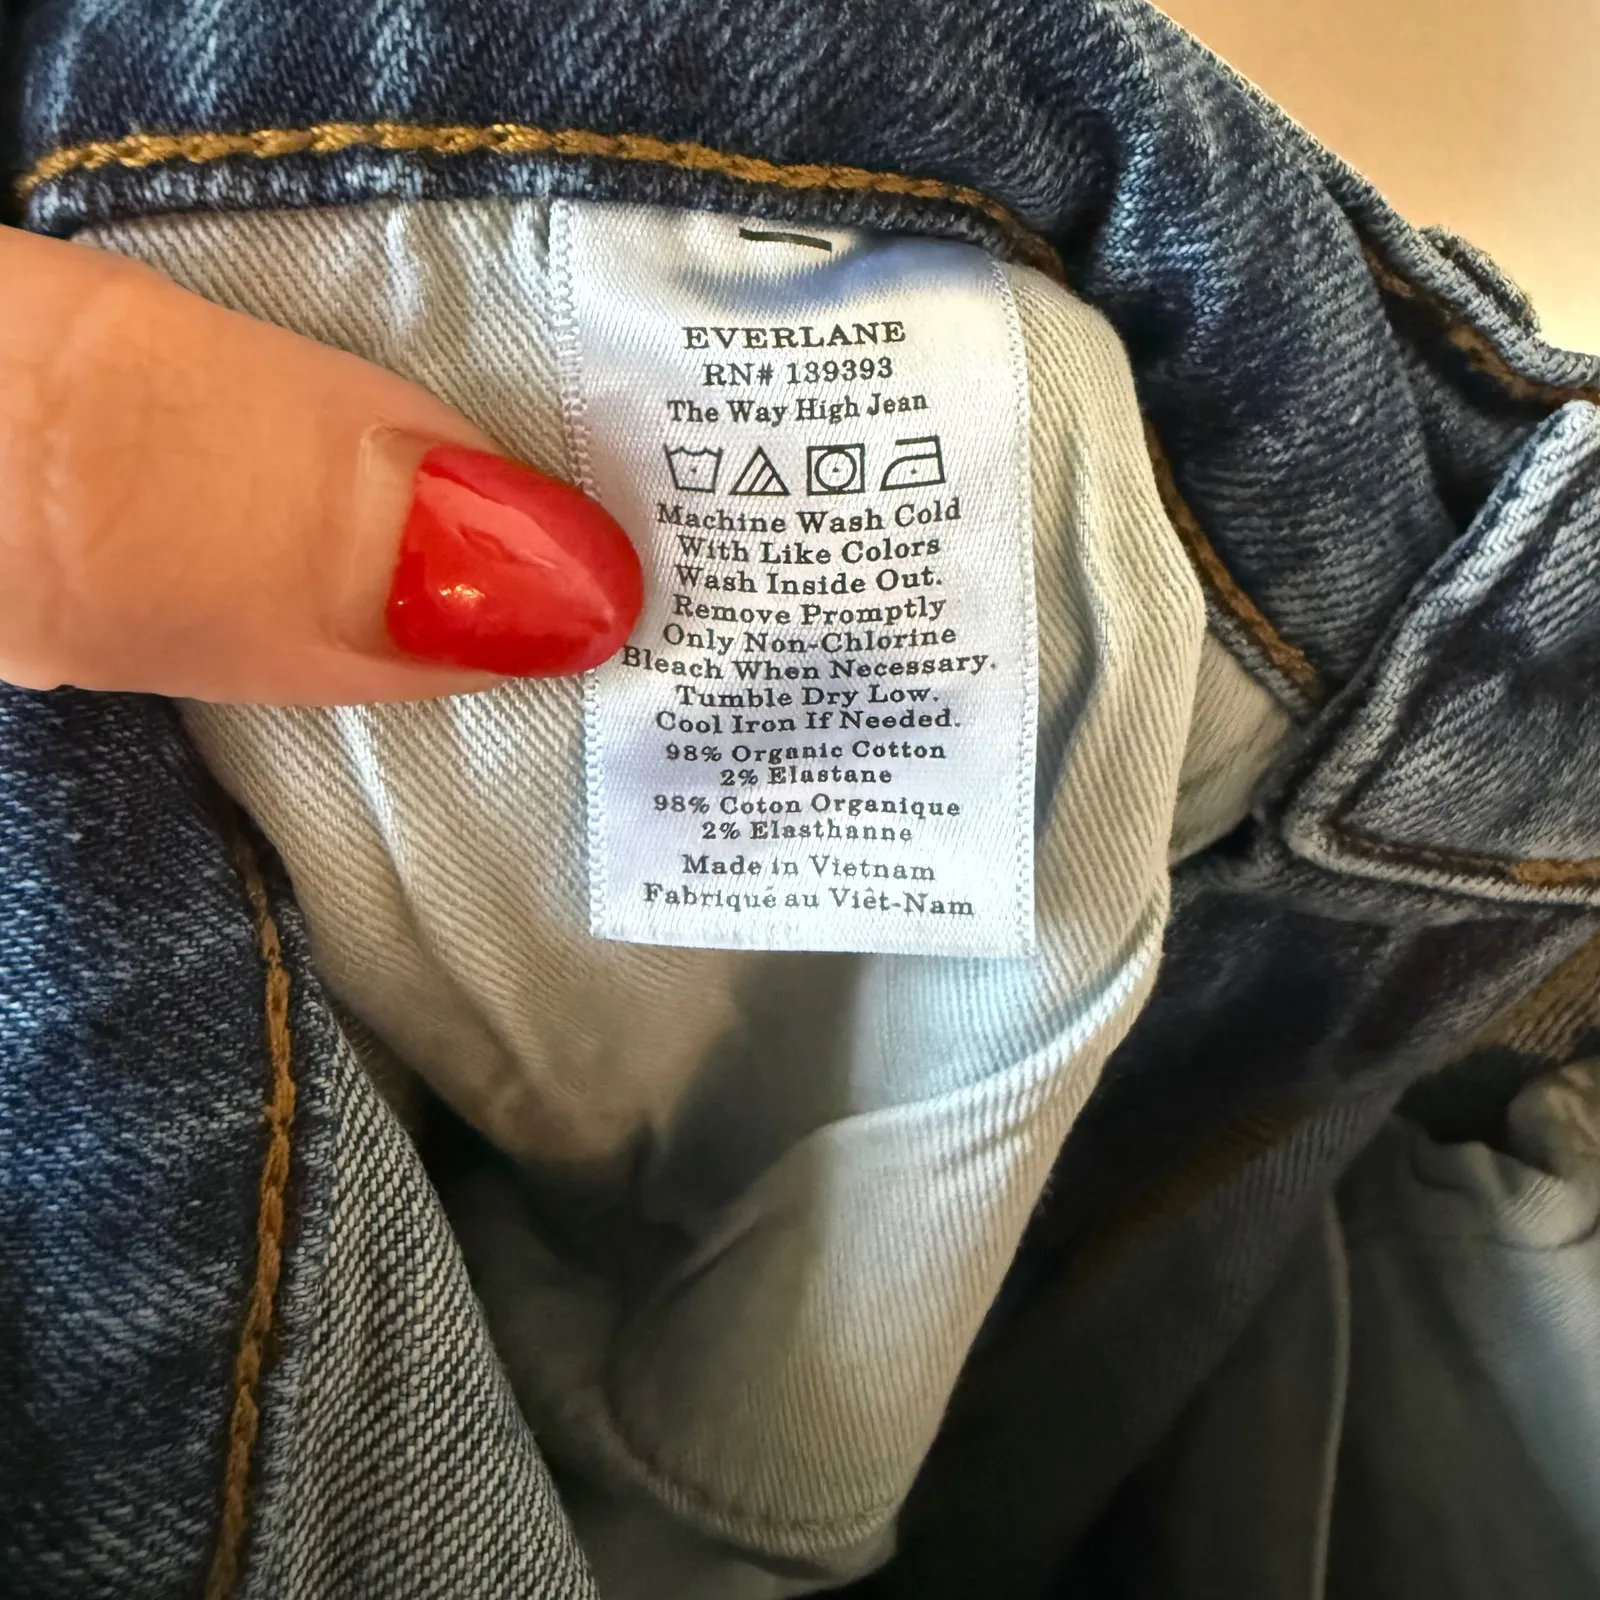 EVERLANE
RN# 139393
The Way High Jean
Machine Wash Cold
With Like Colors
Wash Inside Out.
Remove Promptly
Only Non-Chlorine
Bleach When Necessary.
Tumble Dry Low.
Cool Iron If Needed.
98% Organic Cotton
2% Elastane
98% Coton Organique
2% Elasthanne
Made in Vietnam
Fabriqué au Viêt-Nam